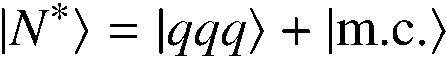 |N*⟩ = |qqq⟩ + |m.c.⟩